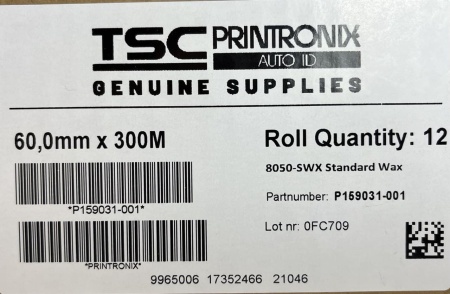 TSC PRINTRONIX
AUTO ID
GENUINE SUPPLIES
60,0mm x 300M
Roll Quantity: 12
8050-SWX Standard Wax
*P159031-001*
Partnumber: P159031-001
Lot nr: 0FC709
*PRINTRONIX*
9965006 17352466 21046